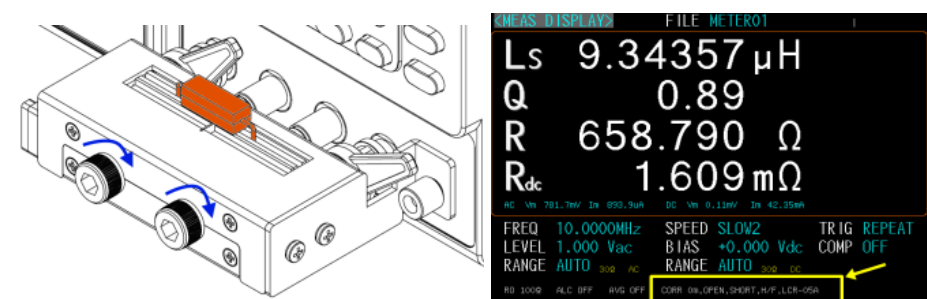 <MEAS DISPLAY> FILE METER01
Ls 9.34357 μH
Q 0.89
R 658.790 Ω
Rdc 1.609 mΩ
AC Vm 781.7mV Im 893.9uA DC Vm 0.11mV Im 42.35mA
FREQ 10.0000MHz SPEED SLOW2 TRIG REPEAT
LEVEL 1.000 Vac BIAS +0.000 Vdc COMP OFF
RANGE AUTO 30Ω AC RANGE AUTO 30Ω DC
RO 100Ω ALC OFF AVG OFF CORR 0m,OPEN,SHORT,H/F,LCR-05A